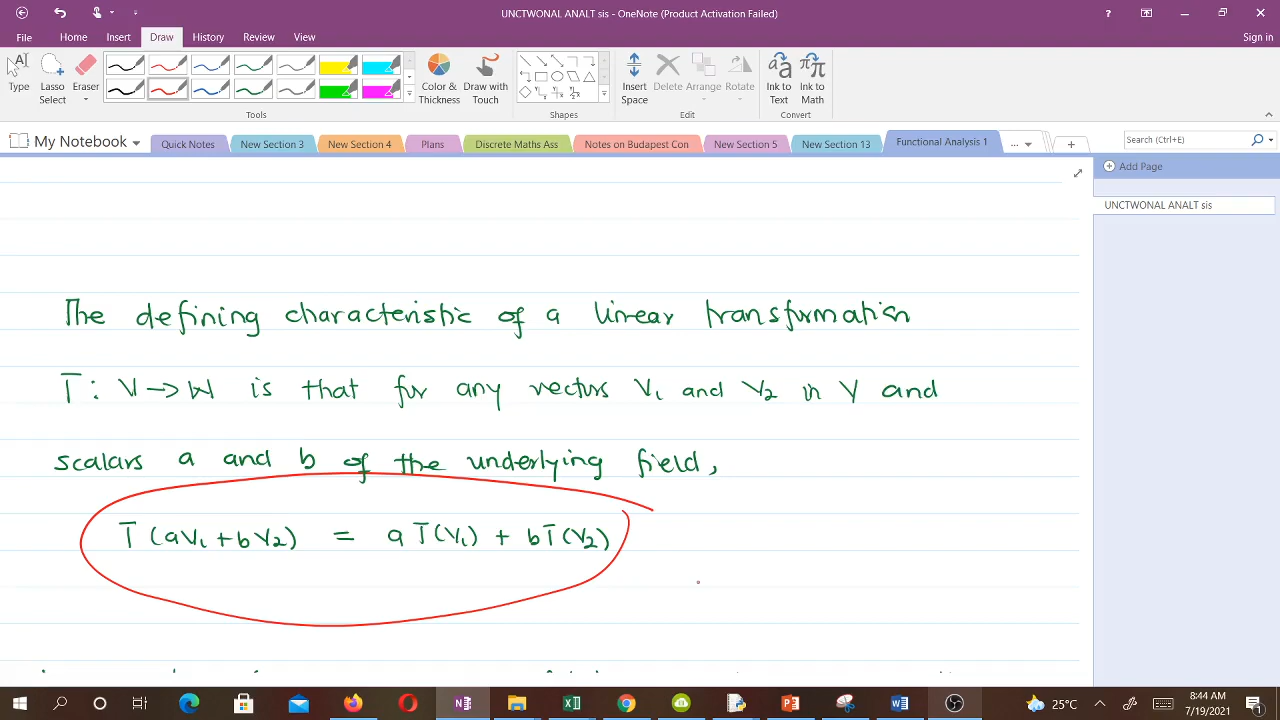 UNCTWONAL ANALT sis - OneNote (Product Activation Failed)
File Home Insert Draw History Review View Sign in
Type Lasso Select Eraser Color & Thickness Draw with Touch Insert Space Delete Arrange Rotate Ink to Text Ink to Math
Tools Shapes Edit Convert
My Notebook Quick Notes New Section 3 New Section 4 Plans Discrete Maths Ass Notes on Budapest Con New Section 5 New Section 13 Functional Analysis 1 ... Search (Ctrl+E)
Add Page
UNCTWONAL ANALT sis
The defining characteristic of a linear transformation
T: V → W is that for any vectors V₁ and V₂ in V and
scalars a and b of the underlying field,
T(aV₁ + bV₂) = aT(V₁) + bT(V₂)
25°C
8:44 AM
7/19/2021